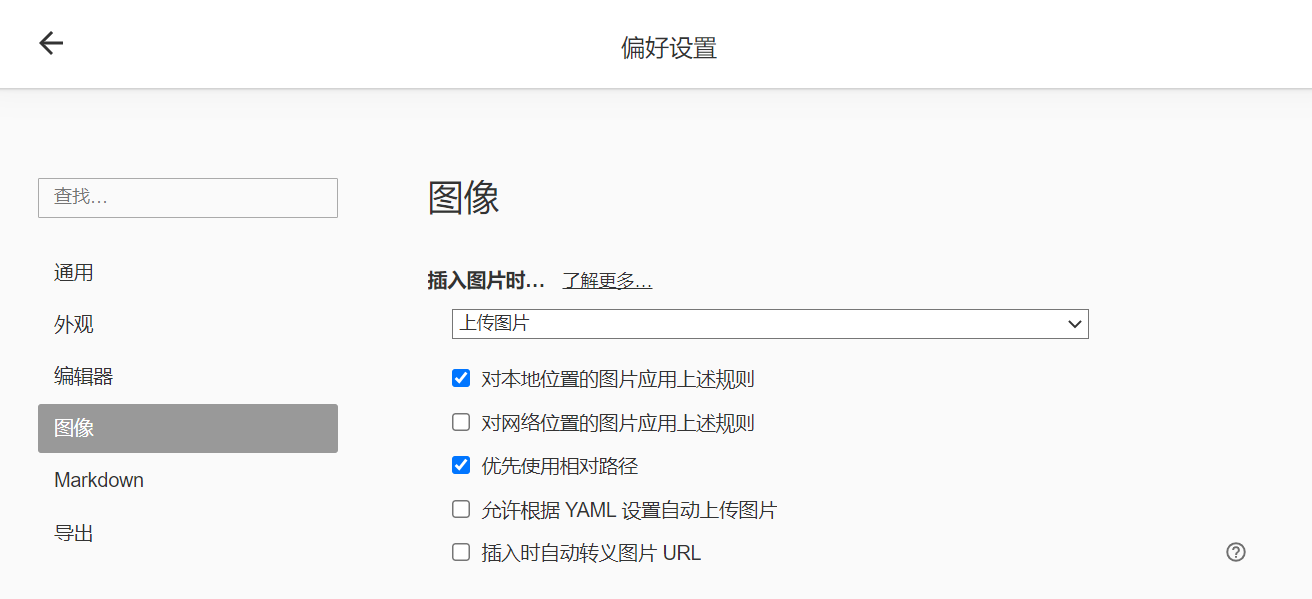 偏好设置
查找…
通用
外观
编辑器
图像
Markdown
导出
图像
插入图片时… 了解更多…
上传图片
对本地位置的图片应用上述规则
对网络位置的图片应用上述规则
优先使用相对路径
允许根据 YAML 设置自动上传图片
插入时自动转义图片 URL